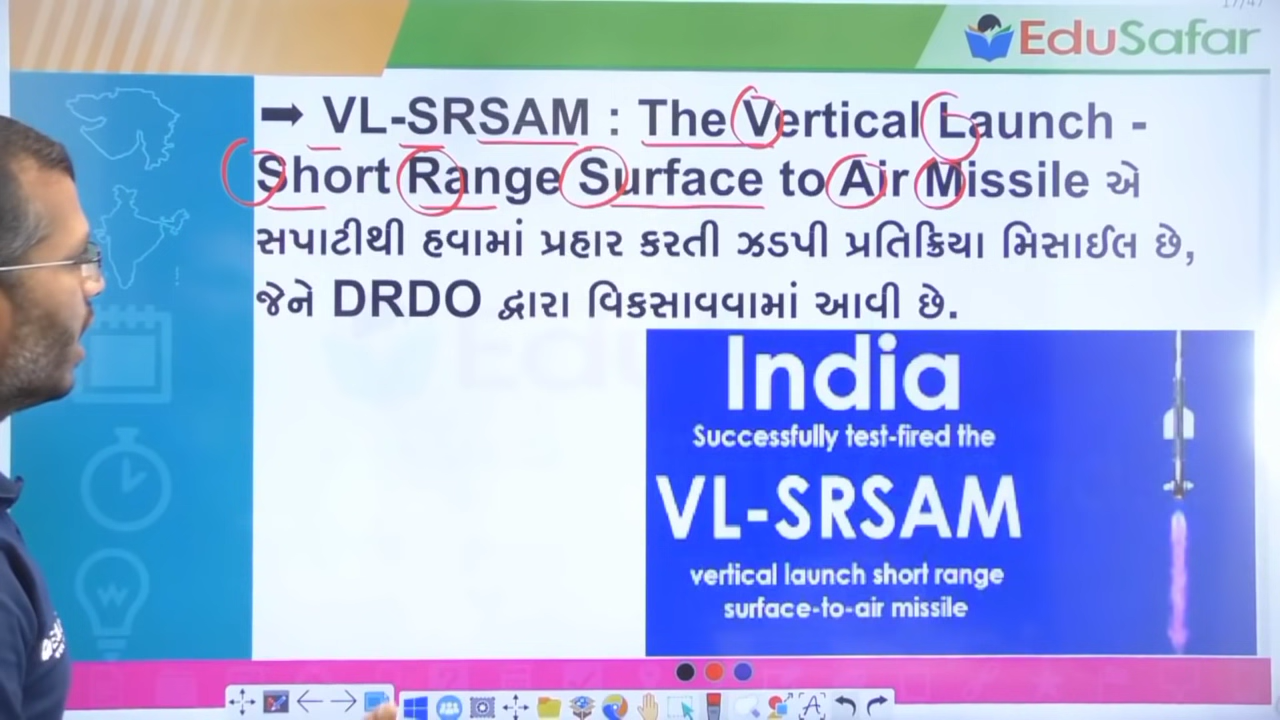 17/47
EduSafar
➡ VL-SRSAM : The Vertical Launch -
Short Range Surface to Air Missile એ
સપાટીથી હવામાં પ્રહાર કરતી ઝડપી પ્રતિક્રિયા મિસાઈલ છે,
જેને DRDO દ્વારા વિકસાવવામાં આવી છે.
India
Successfully test-fired the
VL-SRSAM
vertical launch short range
surface-to-air missile